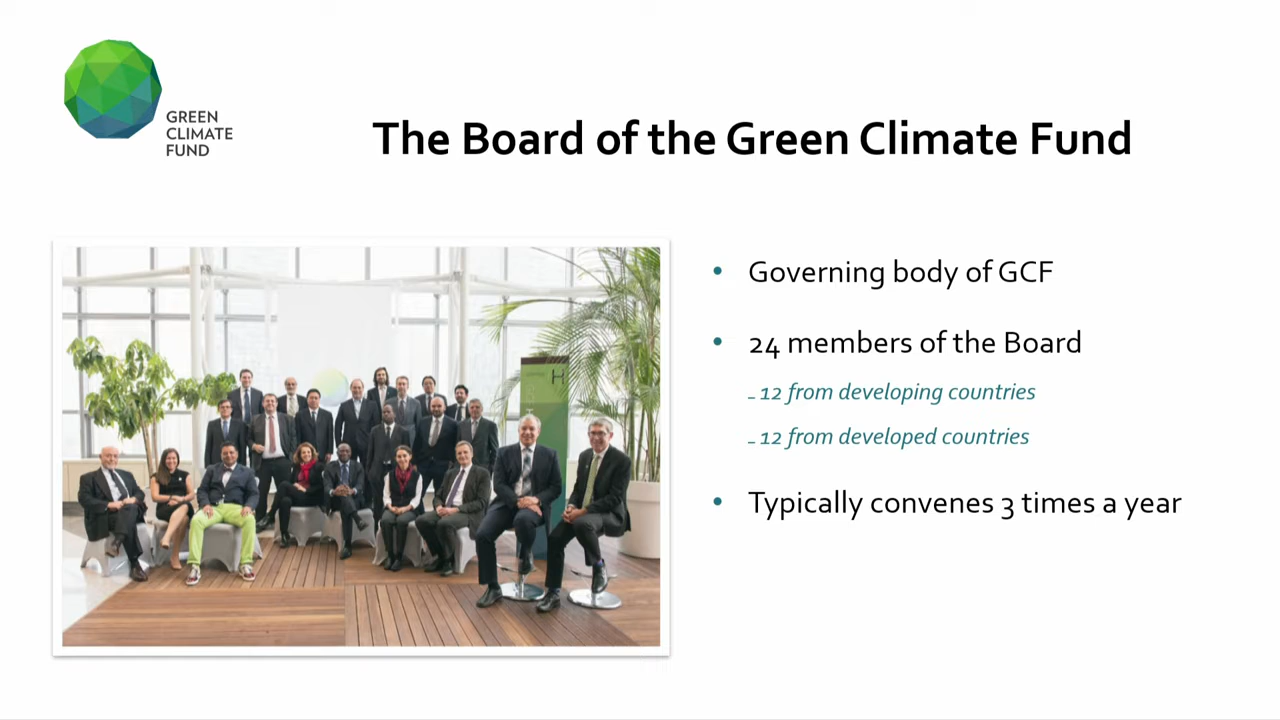 GREEN
CLIMATE
FUND
The Board of the Green Climate Fund
• Governing body of GCF
• 24 members of the Board
– 12 from developing countries
– 12 from developed countries
• Typically convenes 3 times a year
H